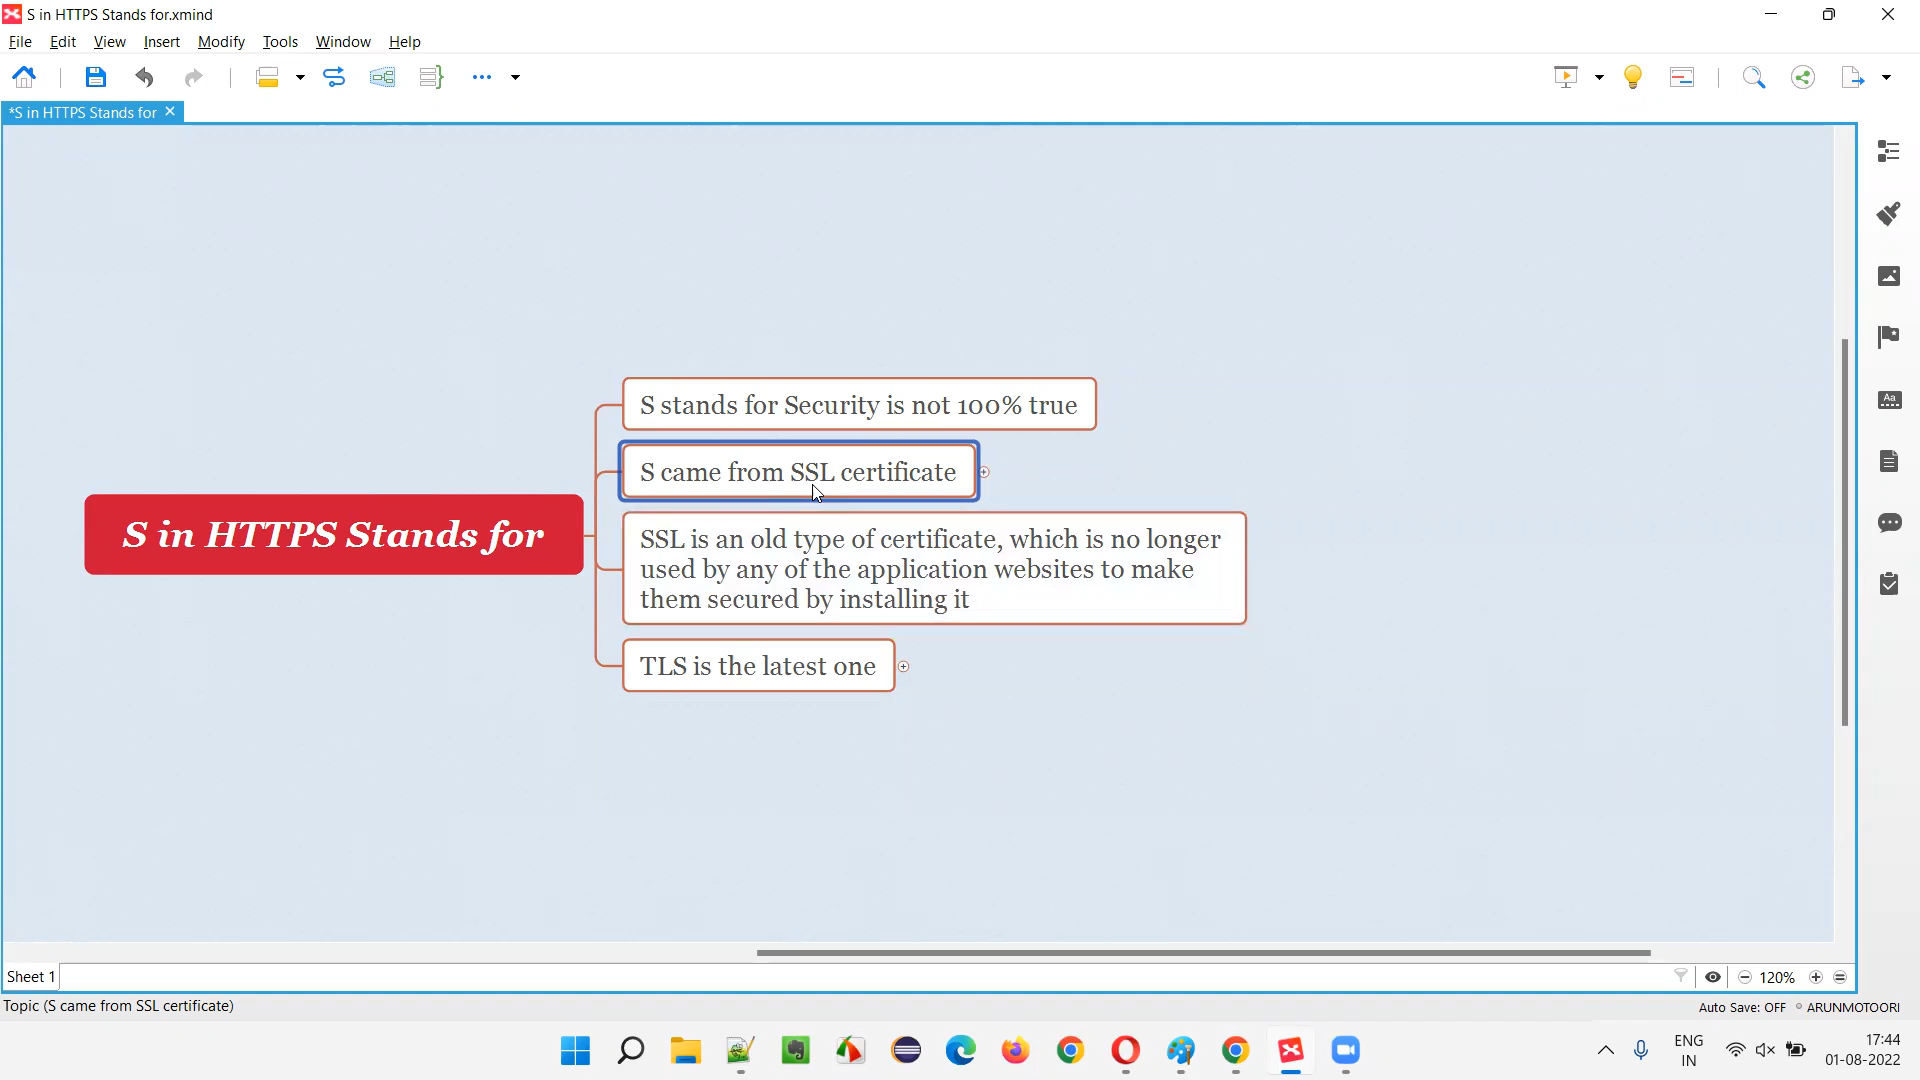 S in HTTPS Stands for.xmind
File Edit View Insert Modify Tools Window Help
*S in HTTPS Stands for
S stands for Security is not 100% true
S came from SSL certificate
S in HTTPS Stands for
SSL is an old type of certificate, which is no longer
used by any of the application websites to make
them secured by installing it
TLS is the latest one
Aa
Sheet 1
120%
Topic (S came from SSL certificate)
Auto Save: OFF
ARUNMOTOORI
ENG
IN
17:44
01-08-2022